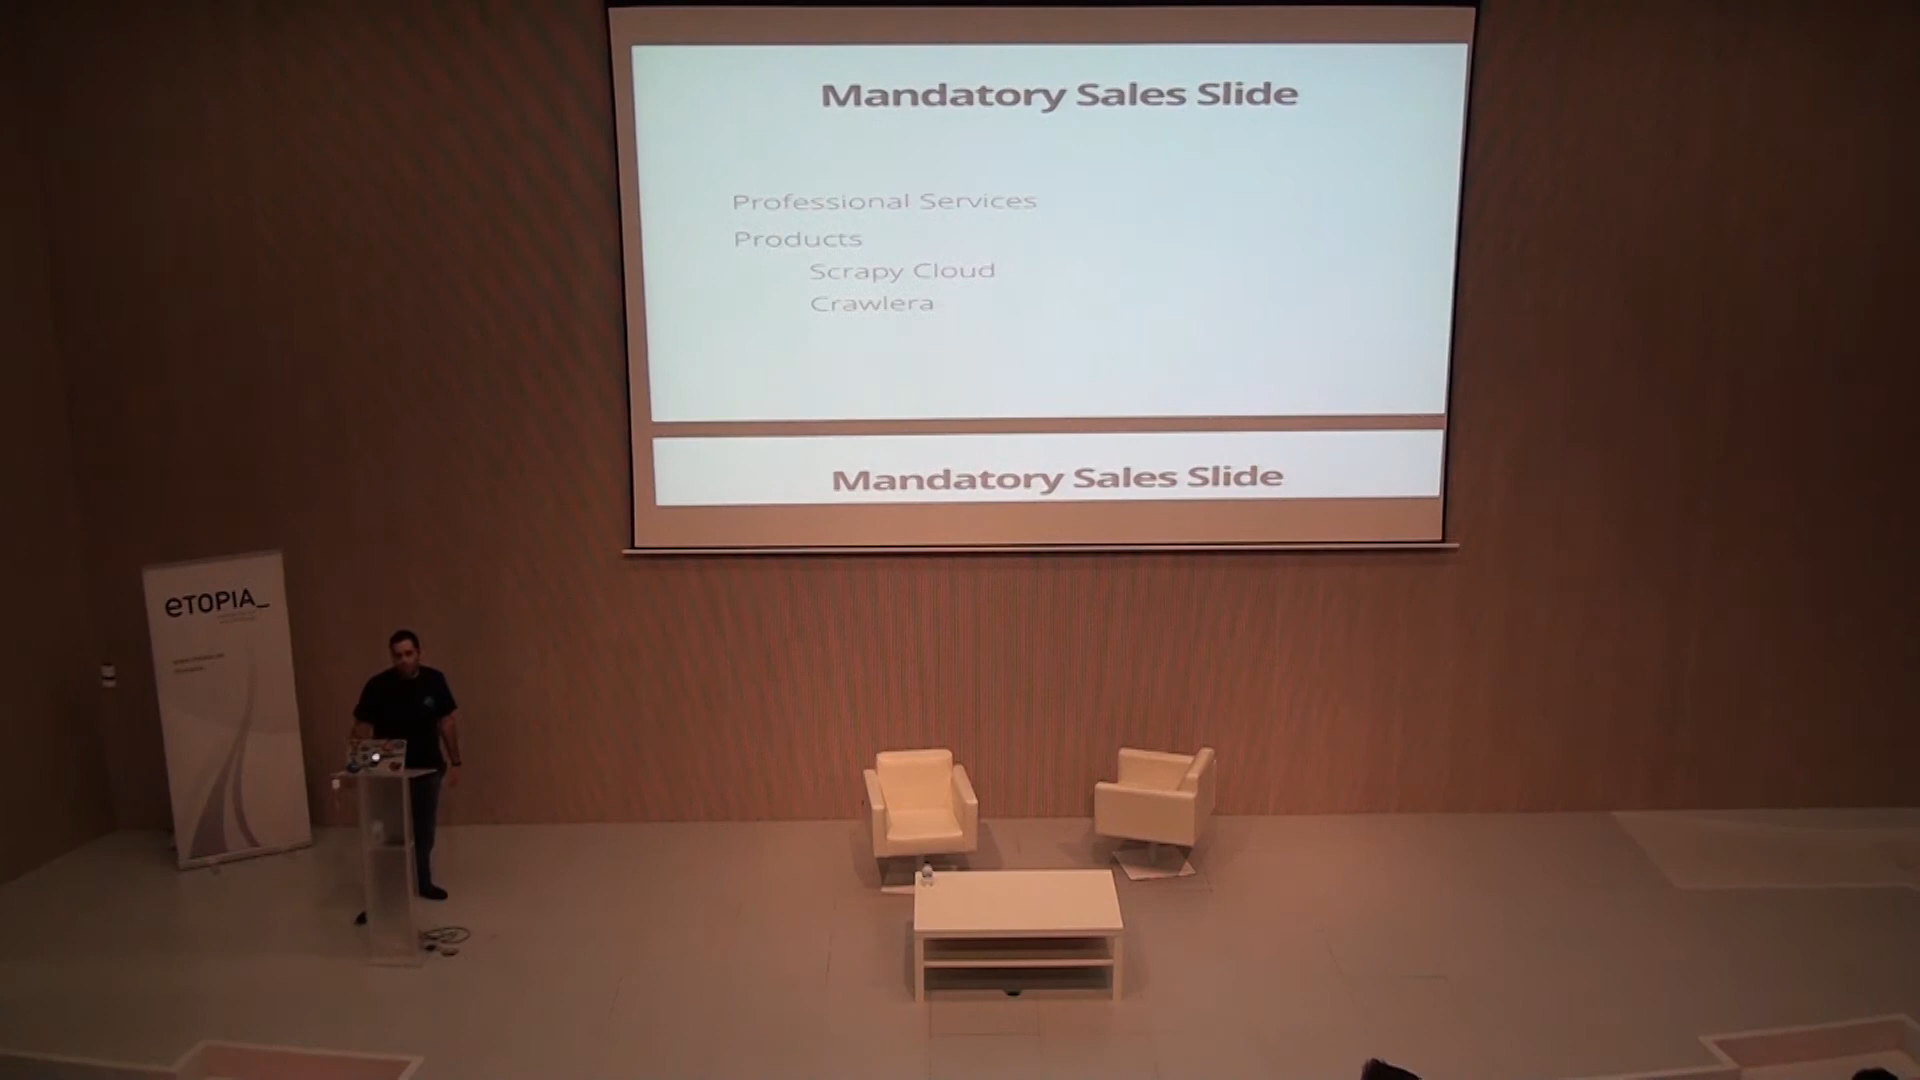 Mandatory Sales Slide
Professional Services
Products
Scrapy Cloud
Crawlera
Mandatory Sales Slide
eTOPIA_